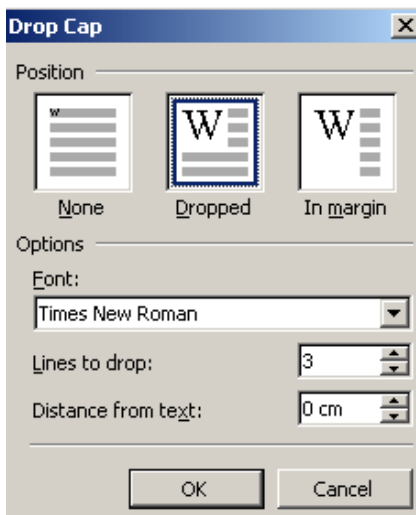 Drop Cap
Position
W W W
None Dropped In margin
Options
Font:
Times New Roman
Lines to drop: 3
Distance from text: 0 cm
OK Cancel